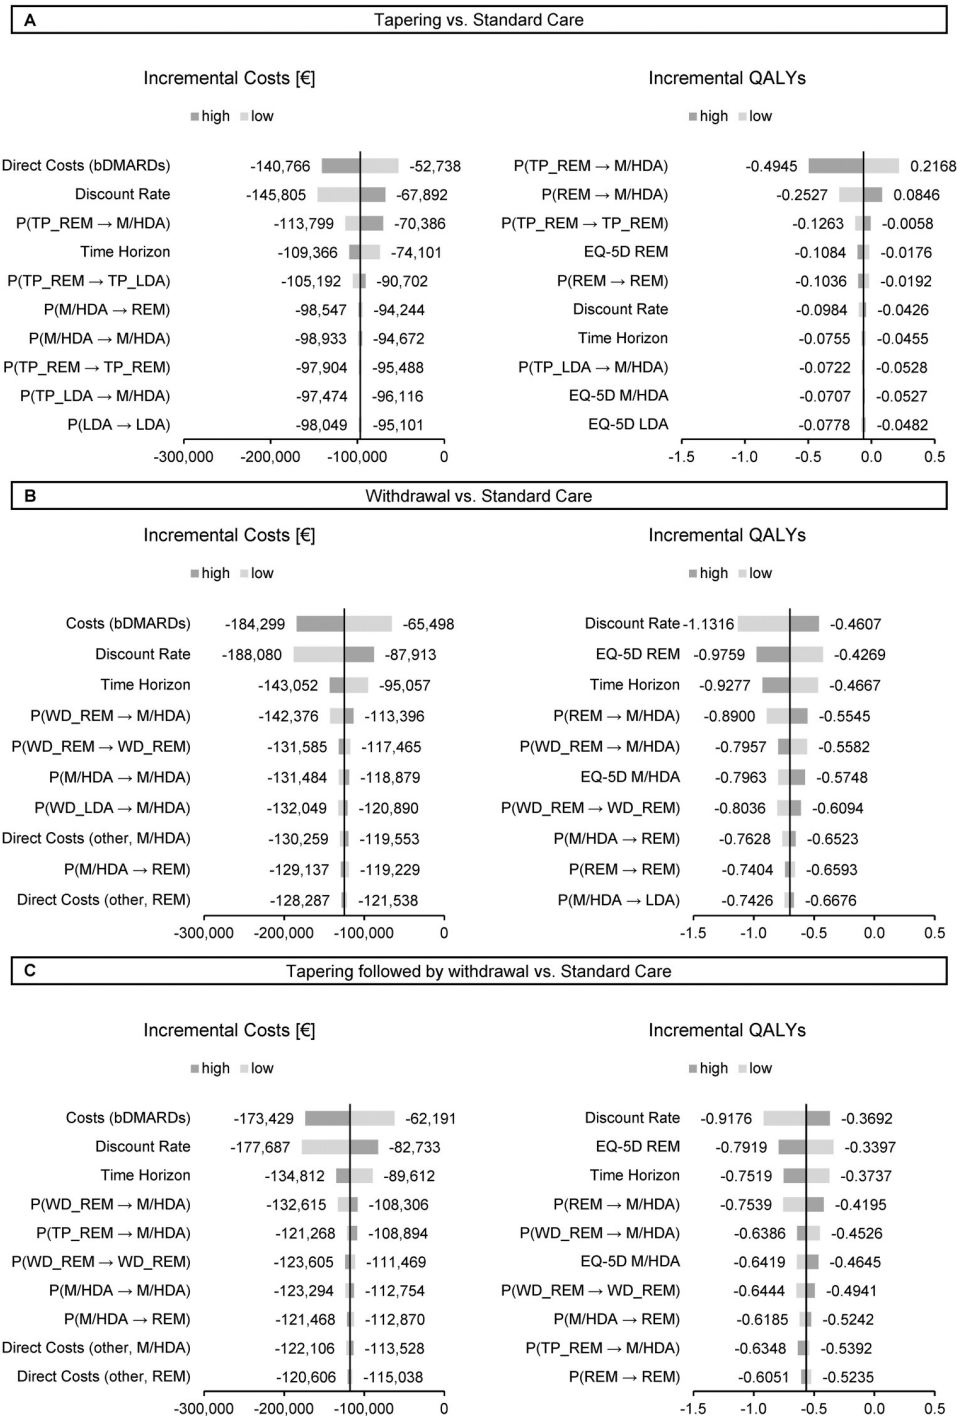 A Tapering vs. Standard Care
Incremental Costs [€]
high low
Direct Costs (bDMARDs) -140,766 -52,738
Discount Rate -145,805 -67,892
P(TP_REM → M/HDA) -113,799 -70,386
Time Horizon -109,366 -74,101
P(TP_REM → TP_LDA) -105,192 -90,702
P(M/HDA → REM) -98,547 -94,244
P(M/HDA → M/HDA) -98,933 -94,672
P(TP_REM → TP_REM) -97,904 -95,488
P(TP_LDA → M/HDA) -97,474 -96,116
P(LDA → LDA) -98,049 -95,101
-300,000 -200,000 -100,000 0
Incremental QALYs
high low
P(TP_REM → M/HDA) -0.4945 0.2168
P(REM → M/HDA) -0.2527 0.0846
P(TP_REM → TP_REM) -0.1263 -0.0058
EQ-5D REM -0.1084 -0.0176
P(REM → REM) -0.1036 -0.0192
Discount Rate -0.0984 -0.0426
Time Horizon -0.0755 -0.0455
P(TP_LDA → M/HDA) -0.0722 -0.0528
EQ-5D M/HDA -0.0707 -0.0527
EQ-5D LDA -0.0778 -0.0482
-1.5 -1.0 -0.5 0.0 0.5
B Withdrawal vs. Standard Care
Incremental Costs [€]
high low
Costs (bDMARDs) -184,299 -65,498
Discount Rate -188,080 -87,913
Time Horizon -143,052 -95,057
P(WD_REM → M/HDA) -142,376 -113,396
P(WD_REM → WD_REM) -131,585 -117,465
P(M/HDA → M/HDA) -131,484 -118,879
P(WD_LDA → M/HDA) -132,049 -120,890
Direct Costs (other, M/HDA) -130,259 -119,553
P(M/HDA → REM) -129,137 -119,229
Direct Costs (other, REM) -128,287 -121,538
-300,000 -200,000 -100,000 0
Incremental QALYs
high low
Discount Rate -1.1316 -0.4607
EQ-5D REM -0.9759 -0.4269
Time Horizon -0.9277 -0.4667
P(REM → M/HDA) -0.8900 -0.5545
P(WD_REM → M/HDA) -0.7957 -0.5582
EQ-5D M/HDA -0.7963 -0.5748
P(WD_REM → WD_REM) -0.8036 -0.6094
P(M/HDA → REM) -0.7628 -0.6523
P(REM → REM) -0.7404 -0.6593
P(M/HDA → LDA) -0.7426 -0.6676
-1.5 -1.0 -0.5 0.0 0.5
C Tapering followed by withdrawal vs. Standard Care
Incremental Costs [€]
high low
Costs (bDMARDs) -173,429 -62,191
Discount Rate -177,687 -82,733
Time Horizon -134,812 -89,612
P(WD_REM → M/HDA) -132,615 -108,306
P(TP_REM → M/HDA) -121,268 -108,894
P(WD_REM → WD_REM) -123,605 -111,469
P(M/HDA → M/HDA) -123,294 -112,754
P(M/HDA → REM) -121,468 -112,870
Direct Costs (other, M/HDA) -122,106 -113,528
Direct Costs (other, REM) -120,606 -115,038
-300,000 -200,000 -100,000 0
Incremental QALYs
high low
Discount Rate -0.9176 -0.3692
EQ-5D REM -0.7919 -0.3397
Time Horizon -0.7519 -0.3737
P(REM → M/HDA) -0.7539 -0.4195
P(WD_REM → M/HDA) -0.6386 -0.4526
EQ-5D M/HDA -0.6419 -0.4645
P(WD_REM → WD_REM) -0.6444 -0.4941
P(M/HDA → REM) -0.6185 -0.5242
P(TP_REM → M/HDA) -0.6348 -0.5392
P(REM → REM) -0.6051 -0.5235
-1.5 -1.0 -0.5 0.0 0.5